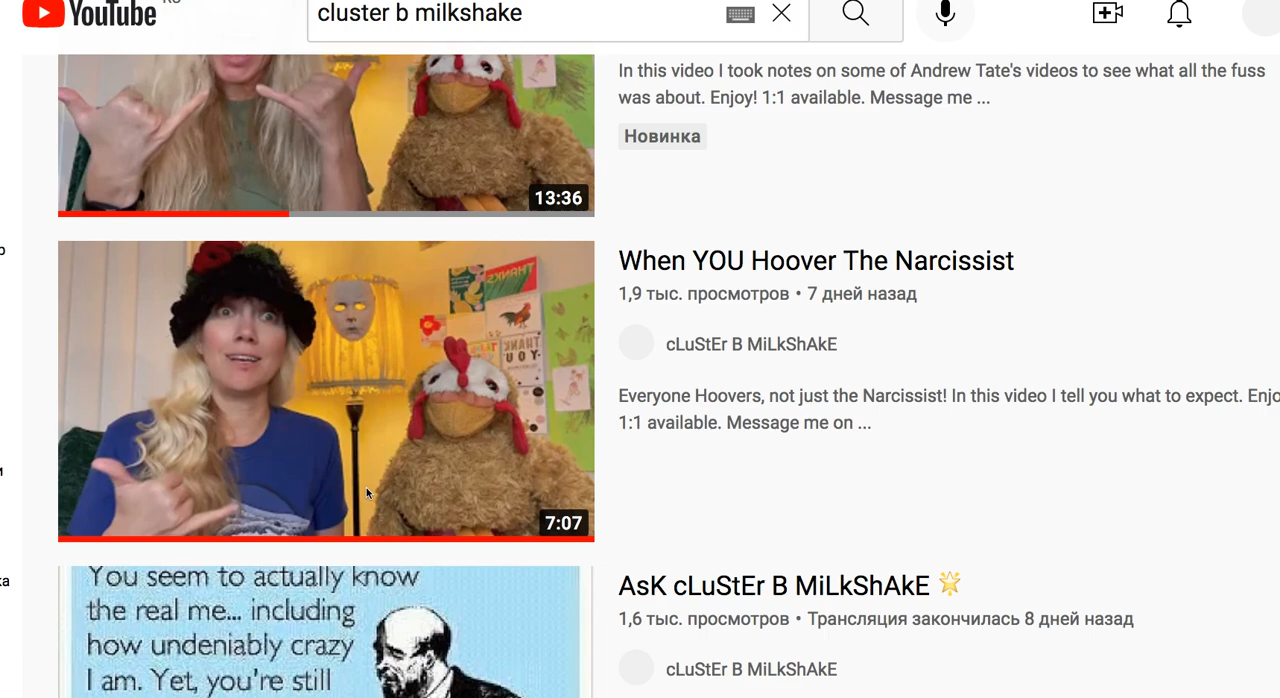 YouTube
cluster b milkshake
In this video I took notes on some of Andrew Tate's videos to see what all the fuss
was about. Enjoy! 1:1 available. Message me ...
Новинка
13:36
When YOU Hoover The Narcissist
1,9 тыс. просмотров • 7 дней назад
cLuStEr B MiLkShAkE
Everyone Hoovers, not just the Narcissist! In this video I tell you what to expect.
1:1 available. Message me on ...
THANKS
THANK
YOU
7:07
You seem to actually know
the real me... including
how undeniably crazy
I am. Yet, you're still
AsK cLuStEr B MiLkShAkE
1,6 тыс. просмотров • Трансляция закончилась 8 дней назад
cLuStEr B MiLkShAkE